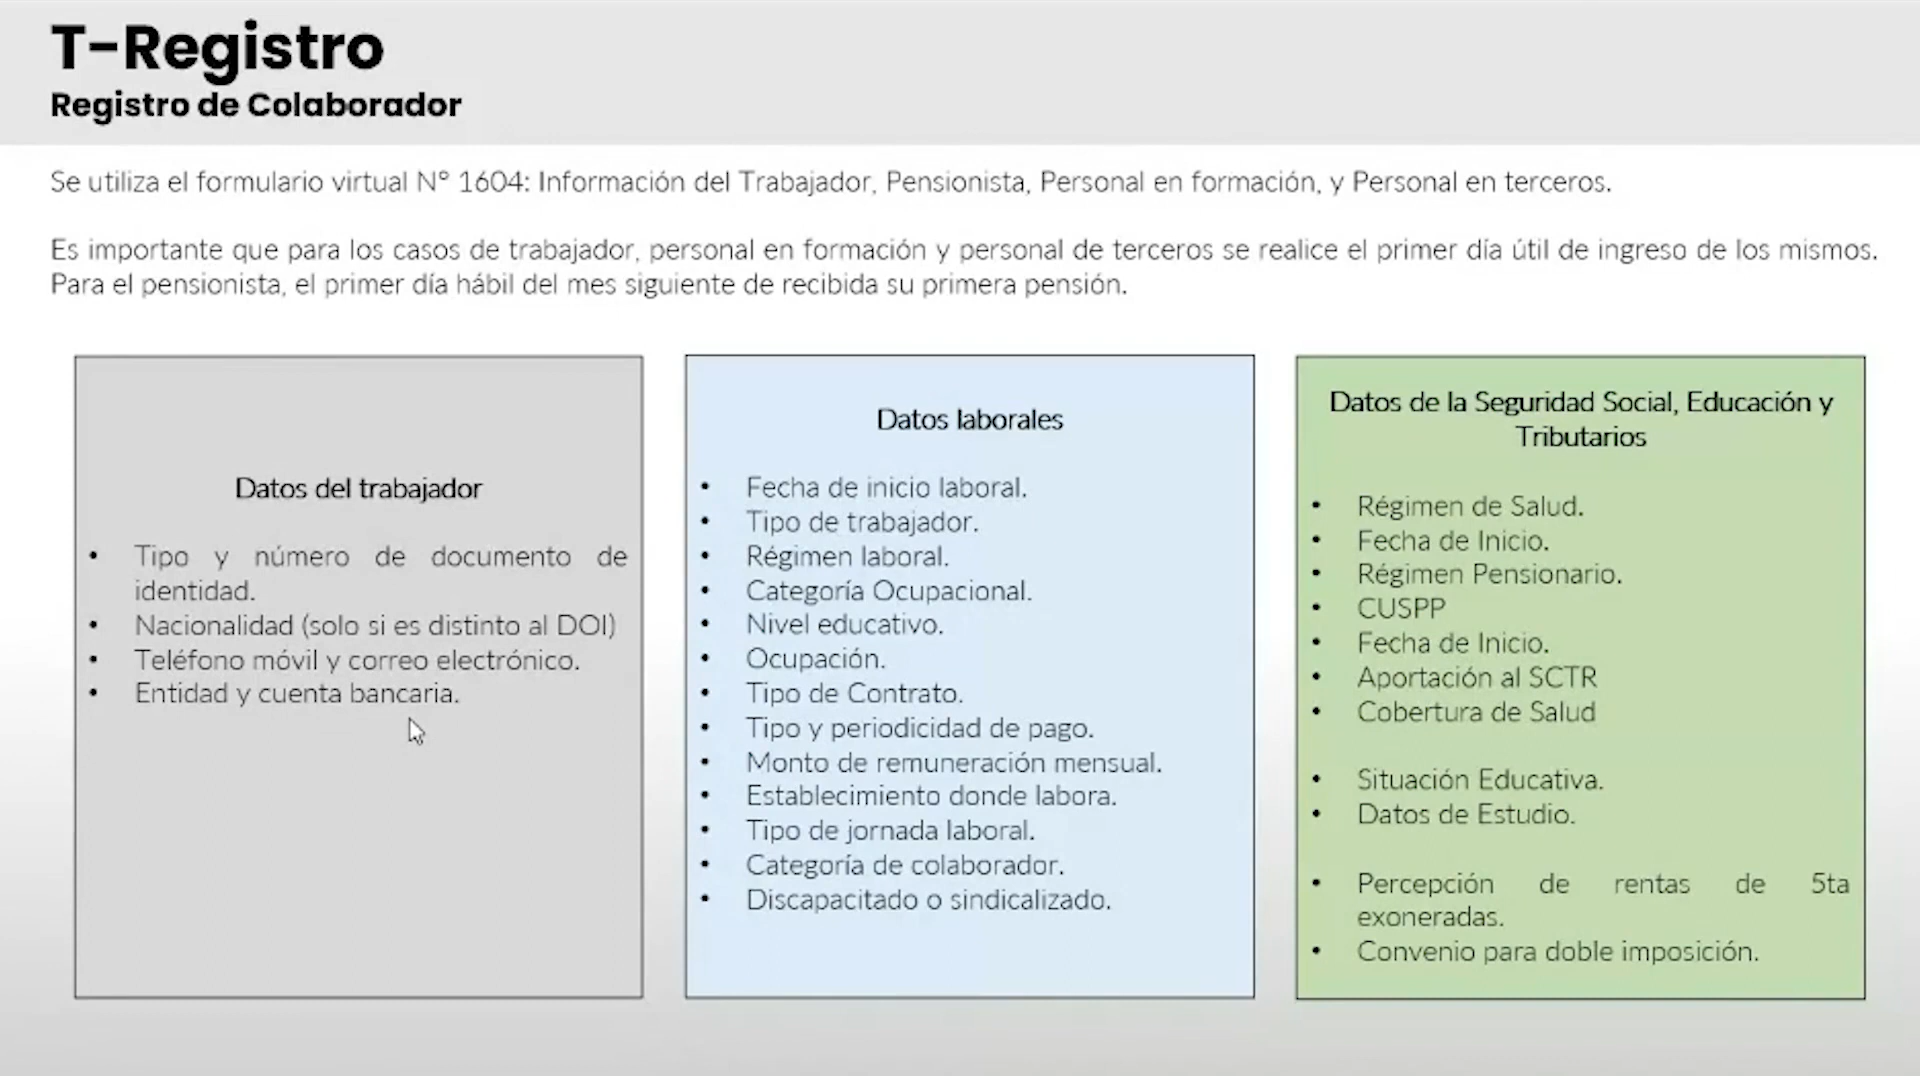 T-Registro
Registro de Colaborador
Se utiliza el formulario virtual N° 1604: Información del Trabajador, Pensionista, Personal en formación, y Personal en terceros.
Es importante que para los casos de trabajador, personal en formación y personal de terceros se realice el primer día útil de ingreso de los mismos.
Para el pensionista, el primer día hábil del mes siguiente de recibida su primera pensión.
Datos del trabajador
• Tipo y número de documento de
identidad.
• Nacionalidad (solo si es distinto al DOI)
• Teléfono móvil y correo electrónico.
• Entidad y cuenta bancaria.
Datos laborales
• Fecha de inicio laboral.
• Tipo de trabajador.
• Régimen laboral.
• Categoría Ocupacional.
• Nivel educativo.
• Ocupación.
• Tipo de Contrato.
• Tipo y periodicidad de pago.
• Monto de remuneración mensual.
• Establecimiento donde labora.
• Tipo de jornada laboral.
• Categoría de colaborador.
• Discapacitado o sindicalizado.
Datos de la Seguridad Social, Educación y
Tributarios
• Régimen de Salud.
• Fecha de Inicio.
• Régimen Pensionario.
• CUSPP
• Fecha de Inicio.
• Aportación al SCTR
• Cobertura de Salud
• Situación Educativa.
• Datos de Estudio.
• Percepción de rentas de 5ta
exoneradas.
• Convenio para doble imposición.